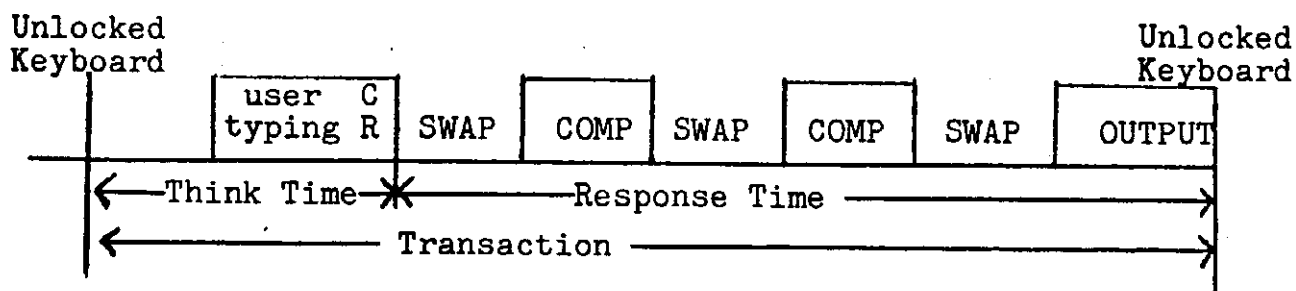 Unlocked
Keyboard
Unlocked
Keyboard
user C
typing R
SWAP
COMP
SWAP
COMP
SWAP
OUTPUT
Think Time
Response Time
Transaction